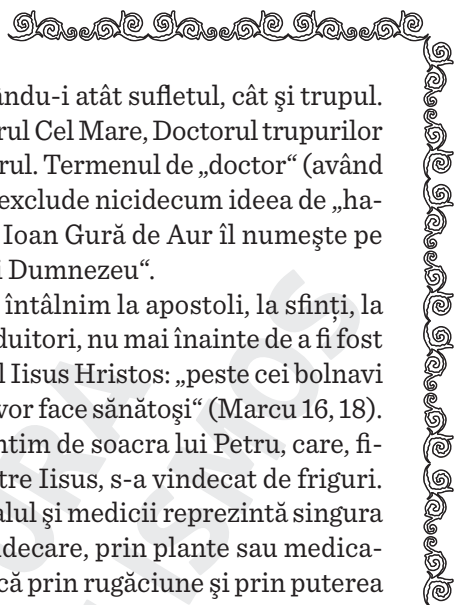 ându-i atât sufletul, cât şi trupul.
rul Cel Mare, Doctorul trupurilor
rul. Termenul de „doctor“ (având
exclude nicidecum ideea de „ha-
Ioan Gură de Aur îl numeşte pe
i Dumnezeu“.
întâlnim la apostoli, la sfinţi, la
duitori, nu mai înainte de a fi fost
l Iisus Hristos: „peste cei bolnavi
vor face sănătoşi“ (Marcu 16, 18).
ntim de soacra lui Petru, care, fi-
tre Iisus, s-a vindecat de friguri.
alul şi medicii reprezintă singura
decare, prin plante sau medica-
că prin rugăciune şi prin puterea